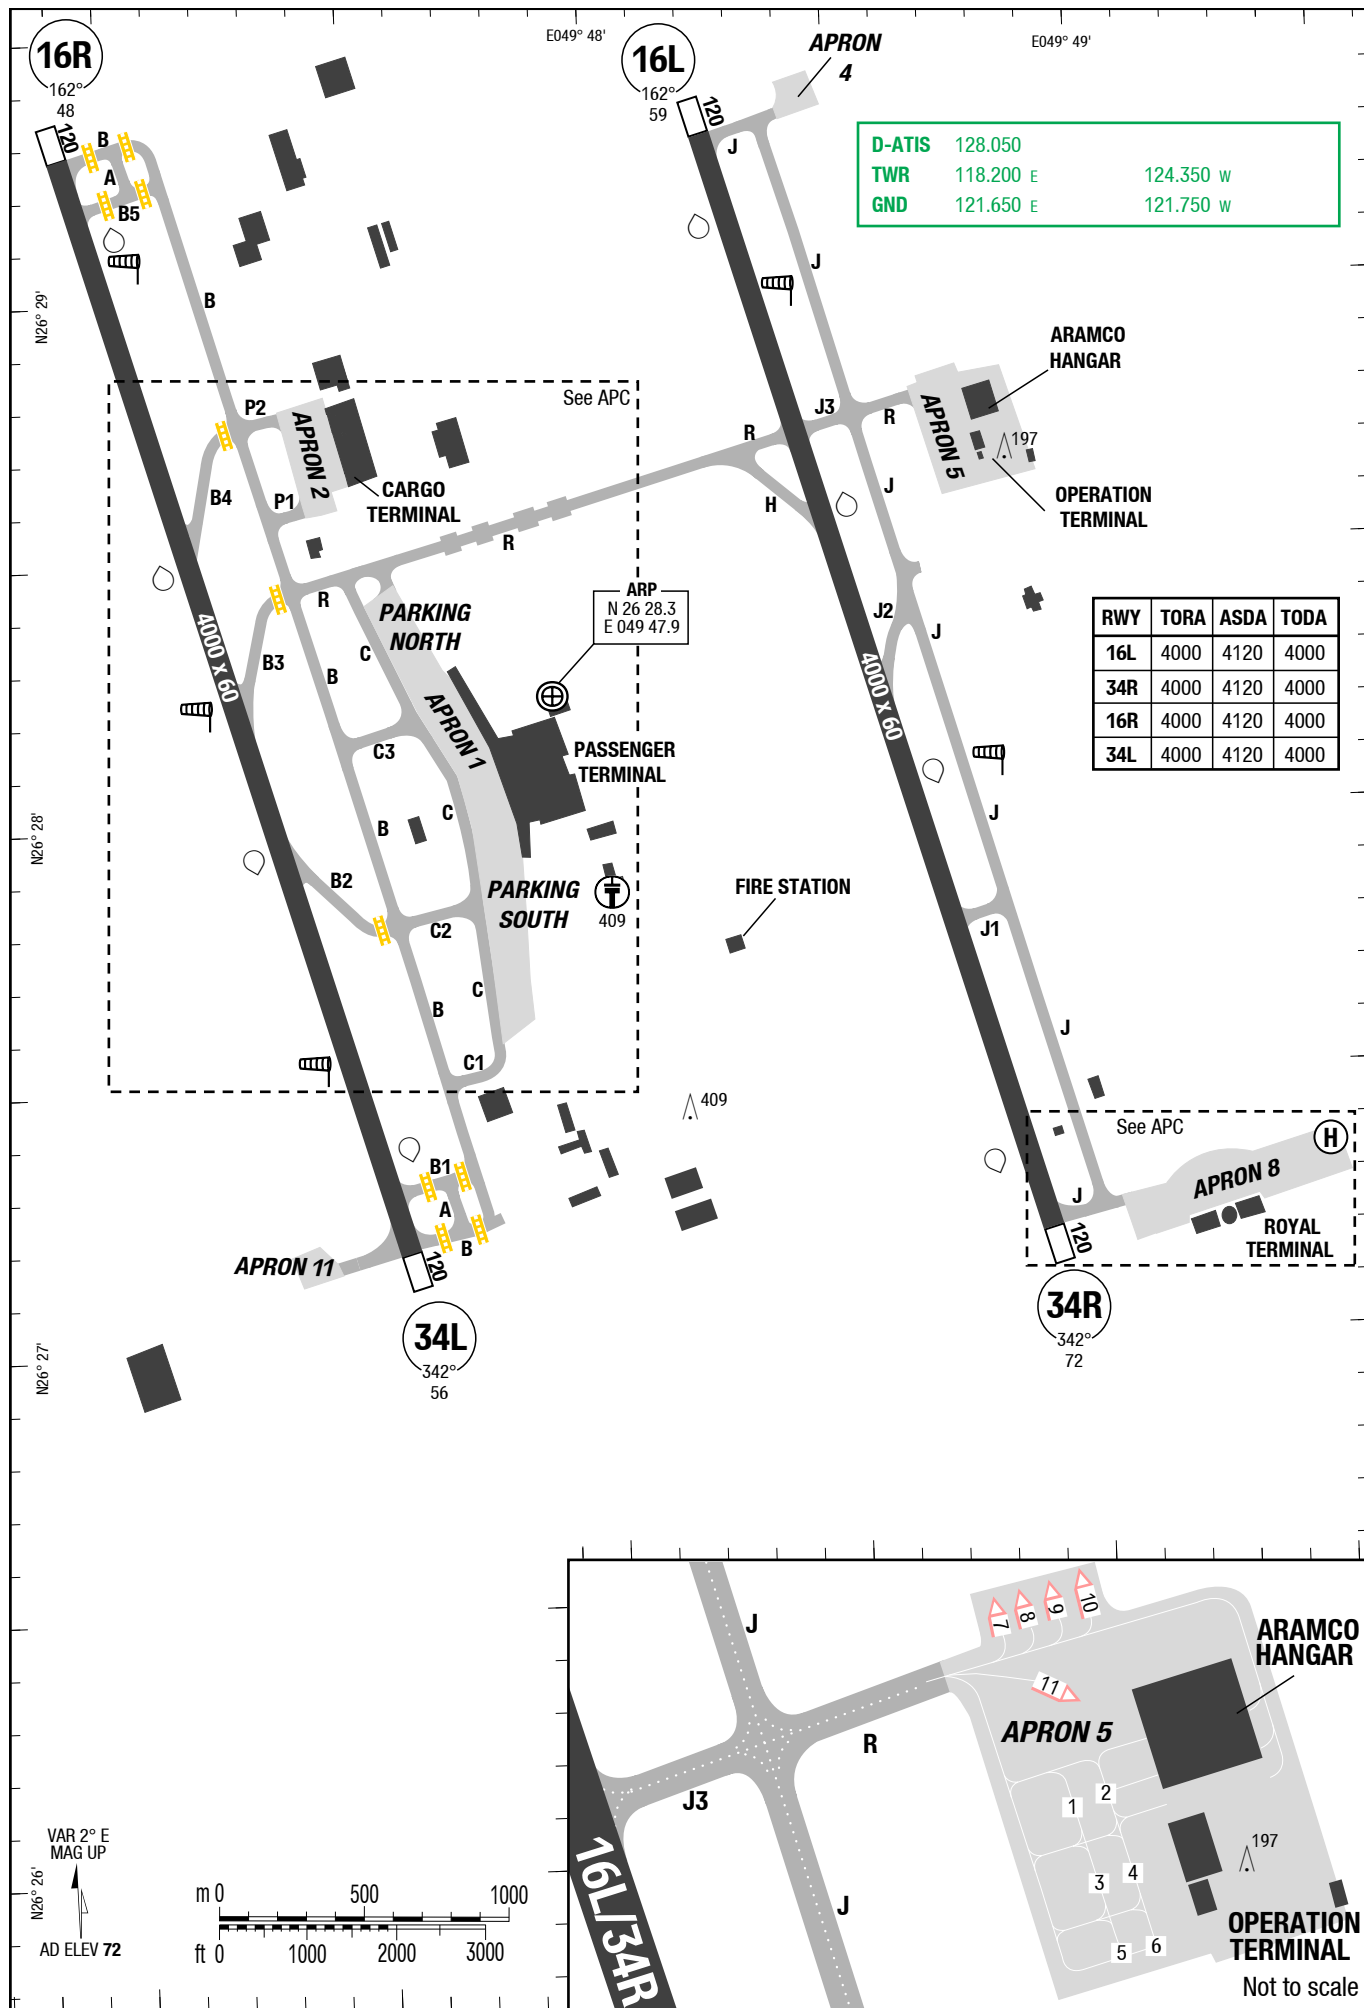 16R
162°
48
E049° 48'
16L
162°
59
APRON
4
E049° 49'
120
B
A
B5
120
J
D-ATIS 128.050
TWR 118.200 E 124.350 W
GND 121.650 E 121.750 W
B
J
N26° 29'
ARAMCO
HANGAR
See APC
P2
APRON 2
J3
R
R
APRON 5
197
B4
P1
CARGO
TERMINAL
H
J
OPERATION
TERMINAL
R
R
ARP
N 26 28.3
E 049 47.9
PARKING
NORTH
J2
J
RWY TORA ASDA TODA
16L 4000 4120 4000
34R 4000 4120 4000
16R 4000 4120 4000
34L 4000 4120 4000
4000 x 60
B3
B
C
APRON 1
4000 x 60
C3
PASSENGER
TERMINAL
N26° 28'
B
C
J
B2
PARKING
SOUTH
409
FIRE STATION
C2
J1
B
C
J
C1
409
See APC
H
B1
A
B
120
J
APRON 8
ROYAL
TERMINAL
120
APRON 11
34L
342°
56
34R
342°
72
N26° 27'
J
7
8
9
10
ARAMCO
HANGAR
11
APRON 5
R
J3
1
2
3
4
5
6
197
16L/34R
J
OPERATION
TERMINAL
Not to scale
VAR 2° E
MAG UP
N26° 26'
AD ELEV 72
m 0 500 1000
ft 0 1000 2000 3000